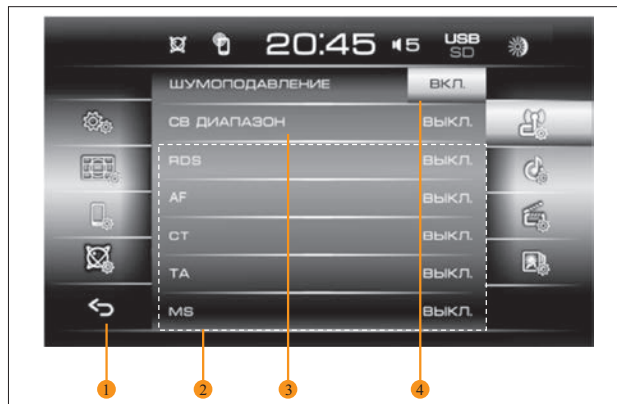 20:45 5 USB
SD
ШУМОПОДАВЛЕНИЕ ВКЛ.
СВ ДИАПАЗОН ВЫКЛ.
RDS ВЫКЛ.
AF ВЫКЛ.
CT ВЫКЛ.
TA ВЫКЛ.
MS ВЫКЛ.
1 2 3 4